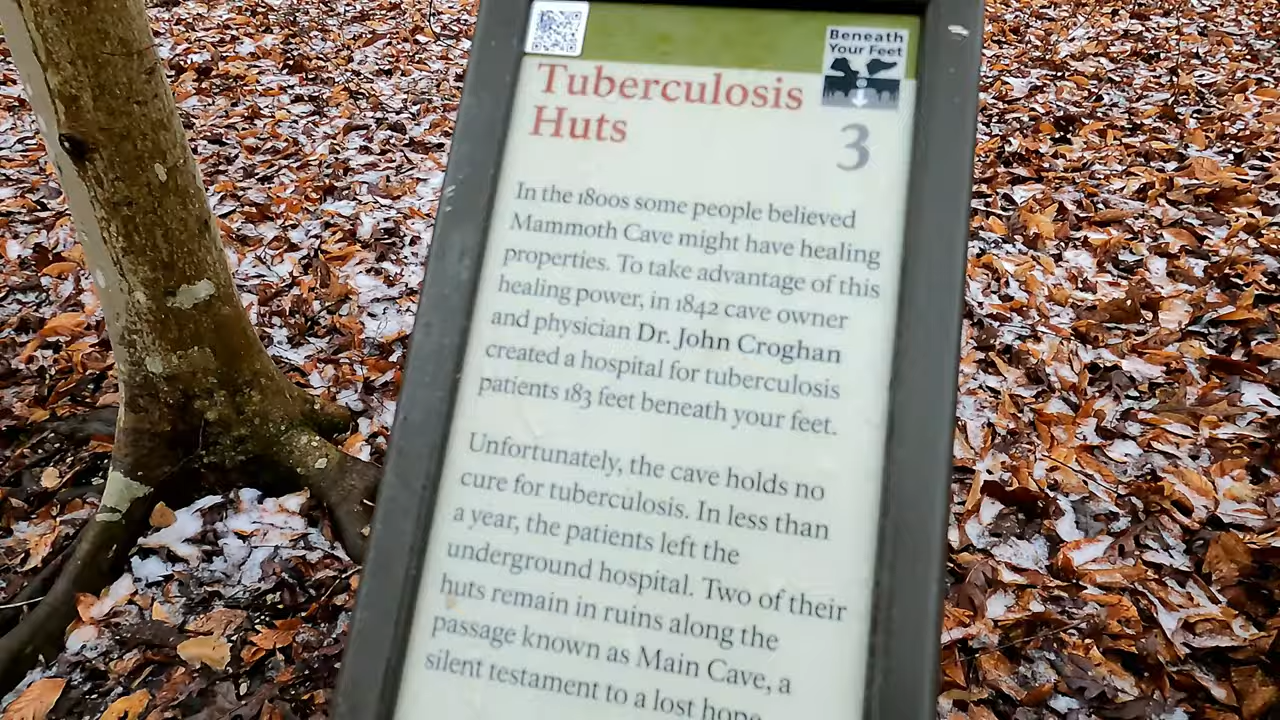 Beneath
Your Feet
Tuberculosis
Huts
3
In the 1800s some people believed
Mammoth Cave might have healing
properties. To take advantage of this
healing power, in 1842 cave owner
and physician Dr. John Croghan
created a hospital for tuberculosis
patients 183 feet beneath your feet.
Unfortunately, the cave holds no
cure for tuberculosis. In less than
a year, the patients left the
underground hospital. Two of their
huts remain in ruins along the
passage known as Main Cave, a
silent testament to a lost hope